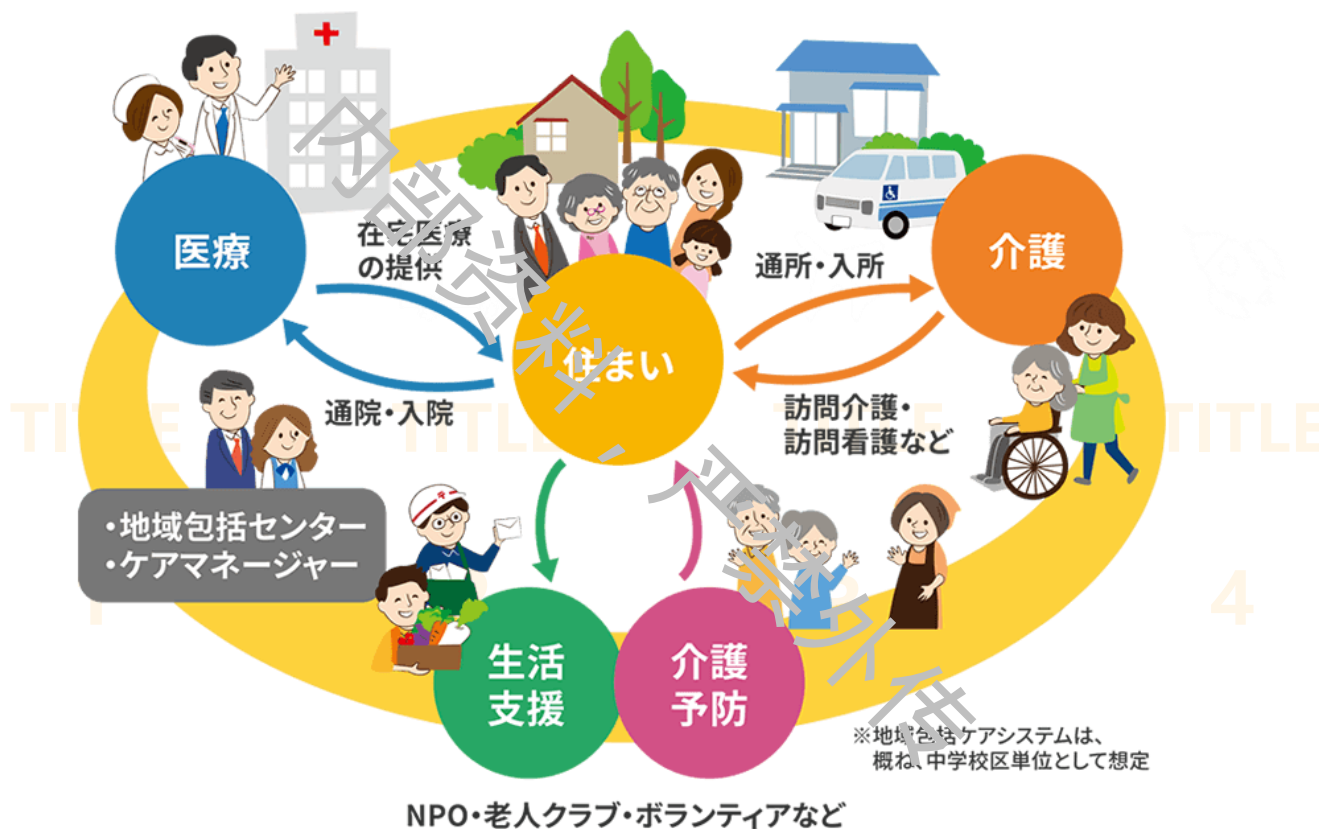 医療
在宅医療
の提供
通所・入所
介護
住まい
通院・入院
訪問介護・
訪問看護など
TITLE TITLE TITLE TITLE
・地域包括センター
・ケアマネージャー
4
生活
支援
介護
予防
※地域包括ケアシステムは、
概ね、中学校区単位として想定
NPO・老人クラブ・ボランティアなど
内部资料，严禁外传